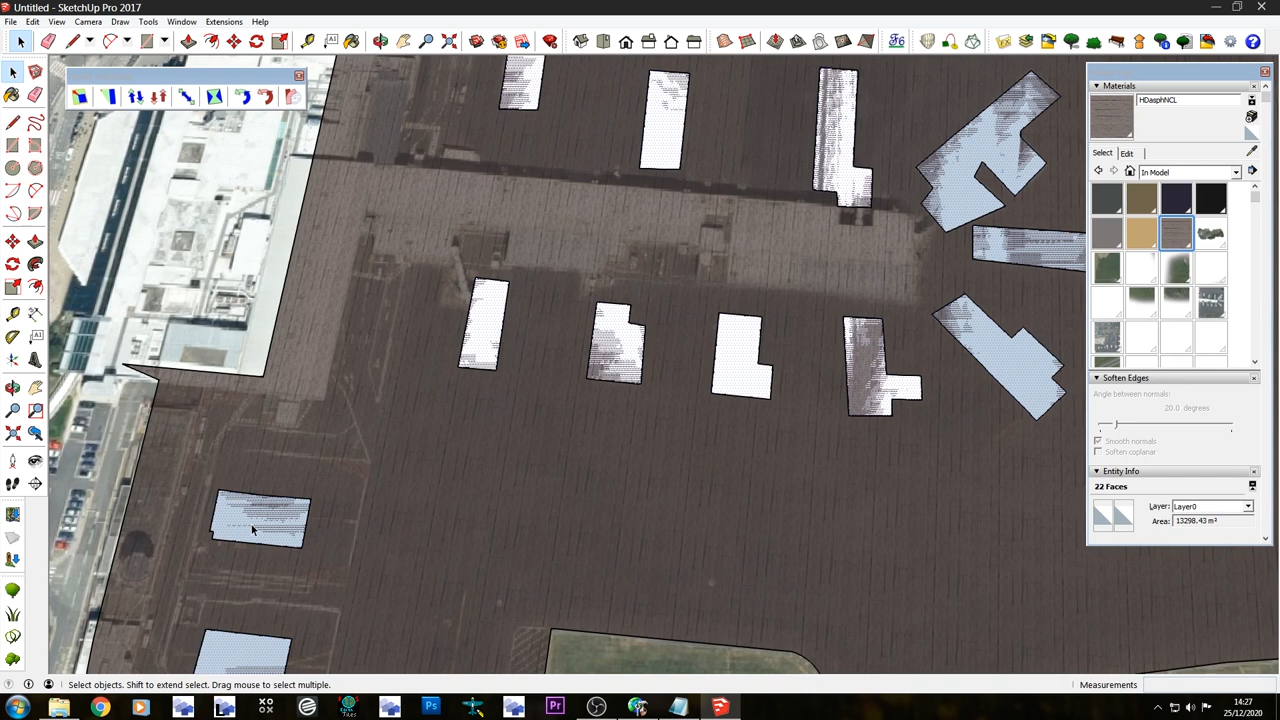 Untitled - SketchUp Pro 2017
File Edit View Camera Draw Tools Window Extensions Help
Materials
HDasphNCL
Select Edit
In Model
Soften Edges
Angle between normals:
20.0 degrees
Smooth normals
Soften coplanar
Entity Info
22 Faces
Layer: Layer0
Area: 13298.43 m²
Select objects. Shift to extend select. Drag mouse to select multiple.
Measurements
14:27
25/12/2020